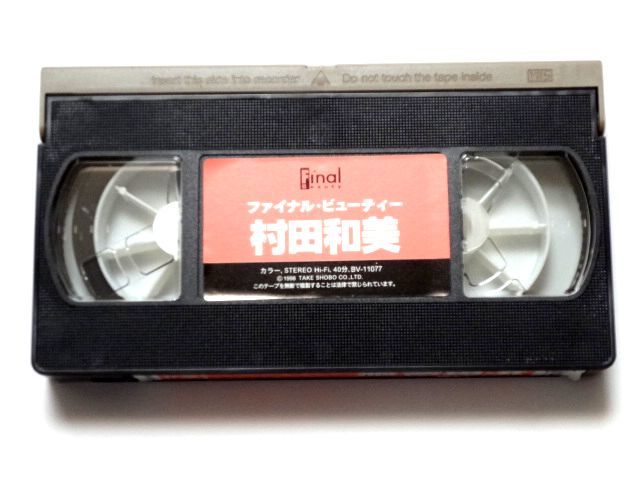 Insert this side into recorder △ Do not touch the tape inside VHS
Final
Beauty
ファイナル・ビューティー
村田和美
カラー, STEREO Hi-Fi, 40分, BV-11077
© 1998 TAKE SHOBO CO.,LTD.
このテープを無断で複製することは法律で禁じられています。